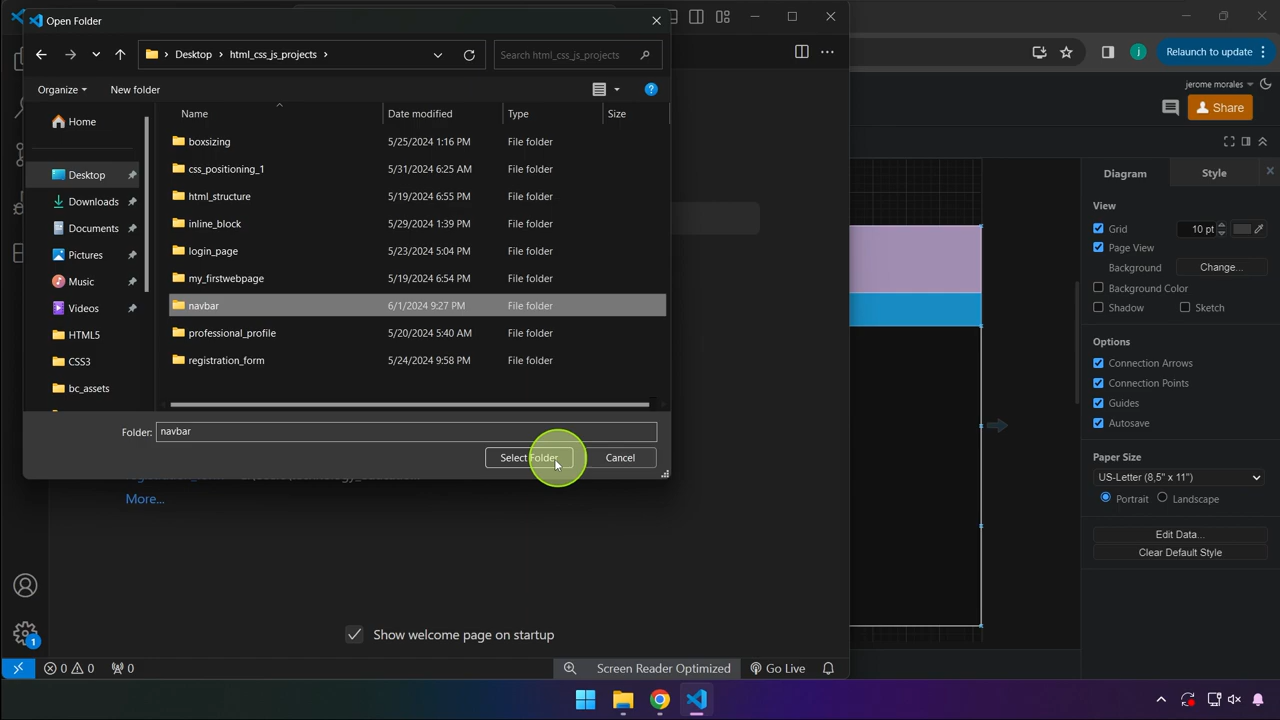 Open Folder
Desktop › html_css_js_projects ›
Search html_css_js_projects
Organize
New folder
Name
Date modified
Type
Size
Home
Desktop
Downloads
Documents
Pictures
Music
Videos
HTML5
CSS3
bc_assets
boxsizing 5/25/2024 1:16 PM File folder
css_positioning_1 5/31/2024 6:25 AM File folder
html_structure 5/19/2024 6:55 PM File folder
inline_block 5/29/2024 1:39 PM File folder
login_page 5/23/2024 5:04 PM File folder
my_firstwebpage 5/19/2024 6:54 PM File folder
navbar 6/1/2024 9:27 PM File folder
professional_profile 5/20/2024 5:40 AM File folder
registration_form 5/24/2024 9:58 PM File folder
Folder: navbar
Select Folder
Cancel
More...
Show welcome page on startup
1
0 0 0
Screen Reader Optimized
Go Live
j
Relaunch to update
jerome morales
Share
Diagram
Style
View
Grid
10 pt
Page View
Background
Change...
Background Color
Shadow
Sketch
Options
Connection Arrows
Connection Points
Guides
Autosave
Paper Size
US-Letter (8,5" x 11")
Portrait
Landscape
Edit Data...
Clear Default Style